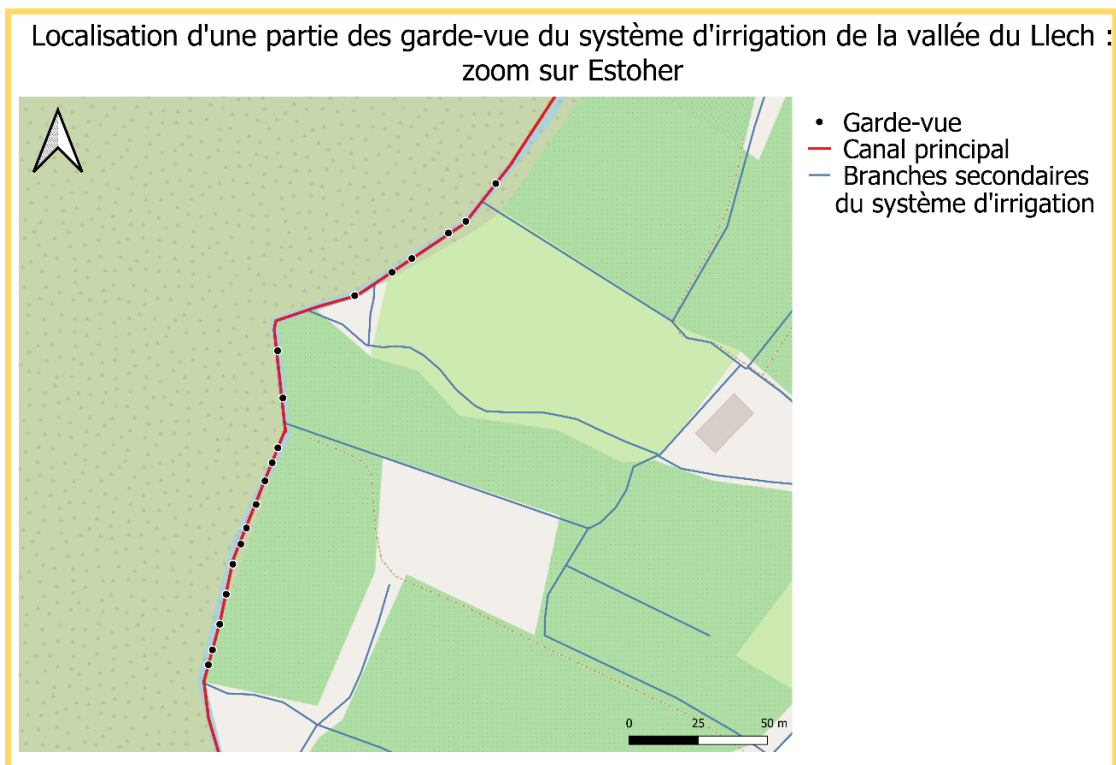 Localisation d'une partie des garde-vue du système d'irrigation de la vallée du Llech :
zoom sur Estoher
Garde-vue
Canal principal
Branches secondaires
du système d'irrigation
0 25 50 m